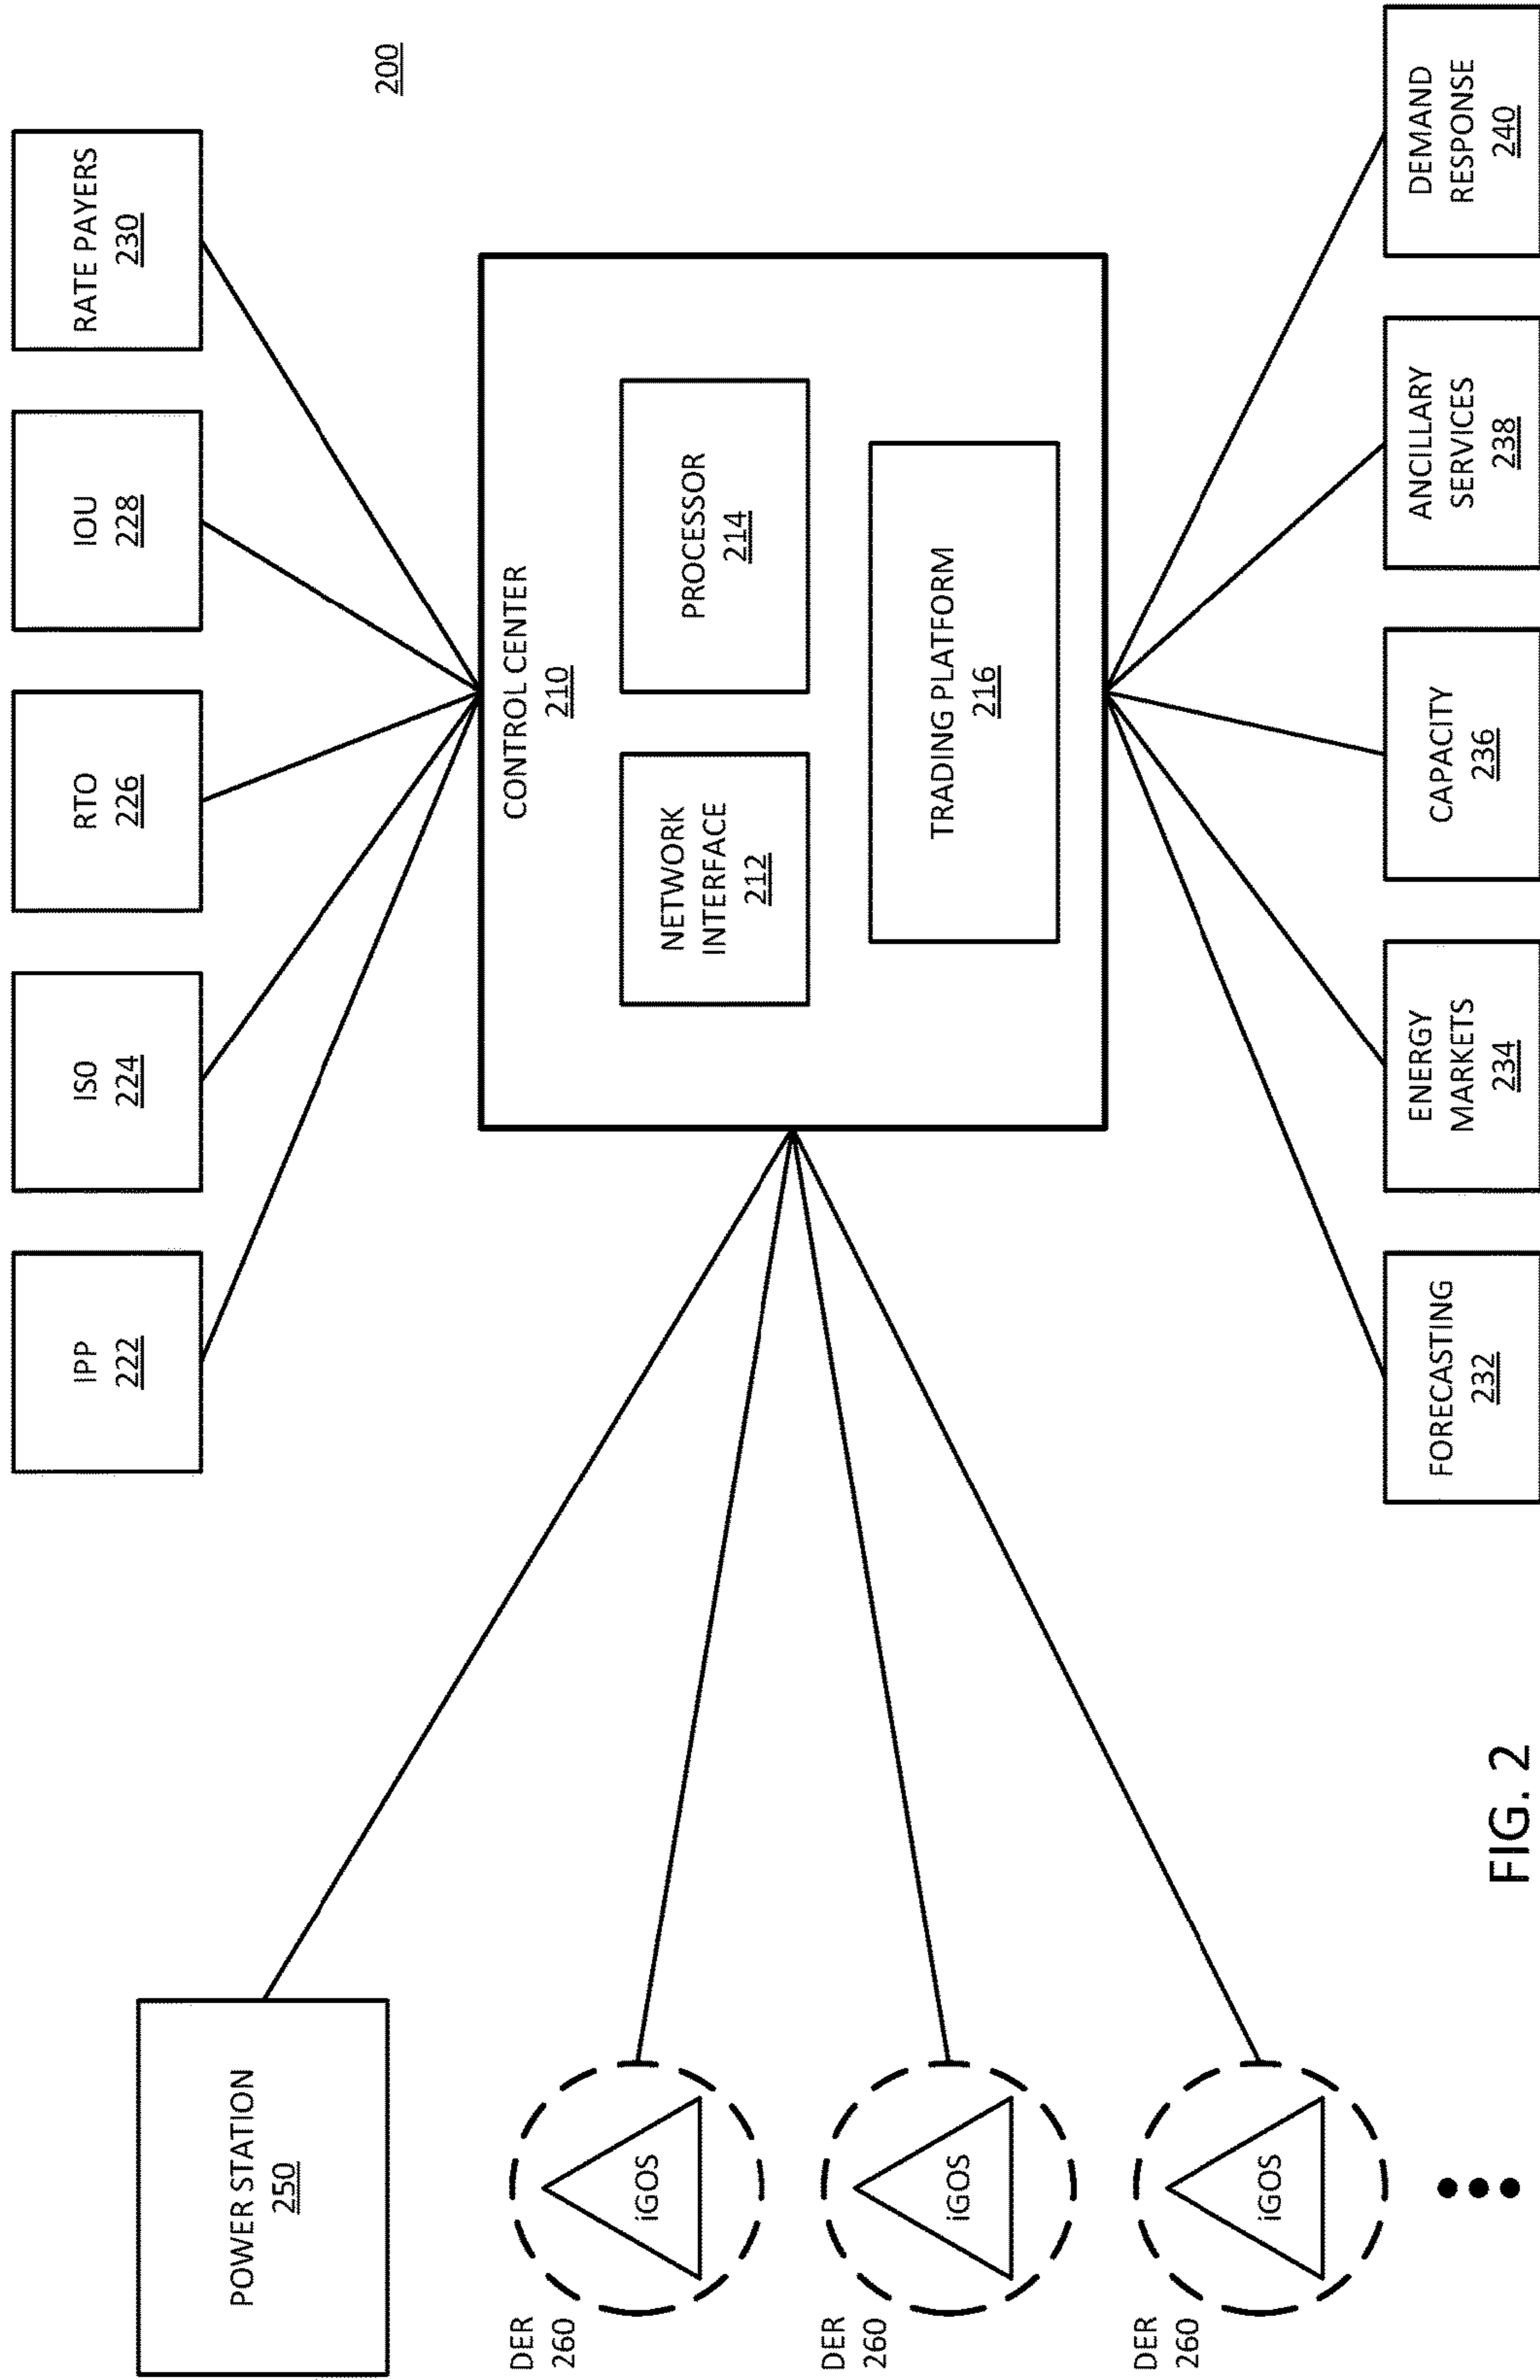 200
IPP
222
IS0
224
RTO
226
IOU
228
RATE PAYERS
230
POWER STATION
250
CONTROL CENTER
210
NETWORK
INTERFACE
212
PROCESSOR
214
TRADING PLATFORM
216
DER
260
iGOS
DER
260
iGOS
DER
260
iGOS
FORECASTING
232
ENERGY
MARKETS
234
CAPACITY
236
ANCILLARY
SERVICES
238
DEMAND
RESPONSE
240
FIG. 2